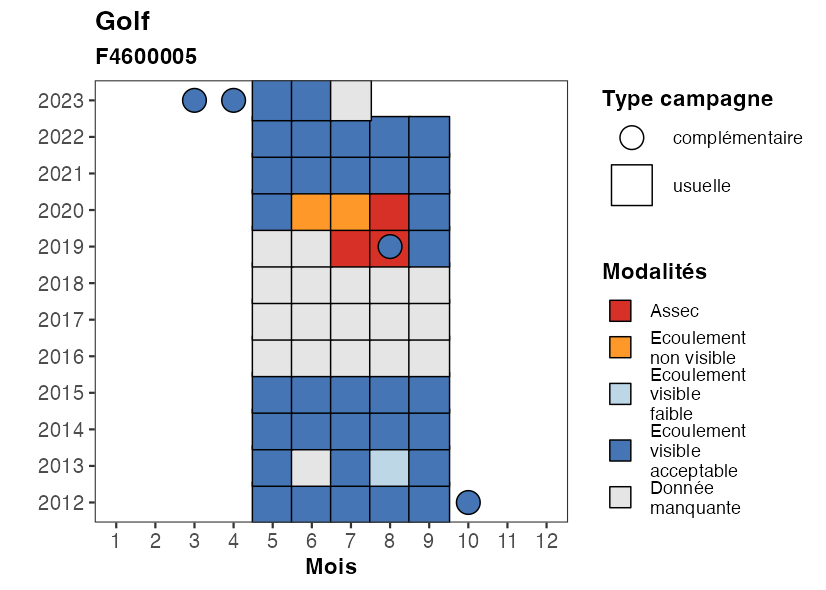 Golf
F4600005
2023
2022
2021
2020
2019
2018
2017
2016
2015
2014
2013
2012
1 2 3 4 5 6 7 8 9 10 11 12
Mois
Type campagne
complémentaire
usuelle
Modalités
Assec
Ecoulement
non visible
Ecoulement
visible
faible
Ecoulement
visible
acceptable
Donnée
manquante